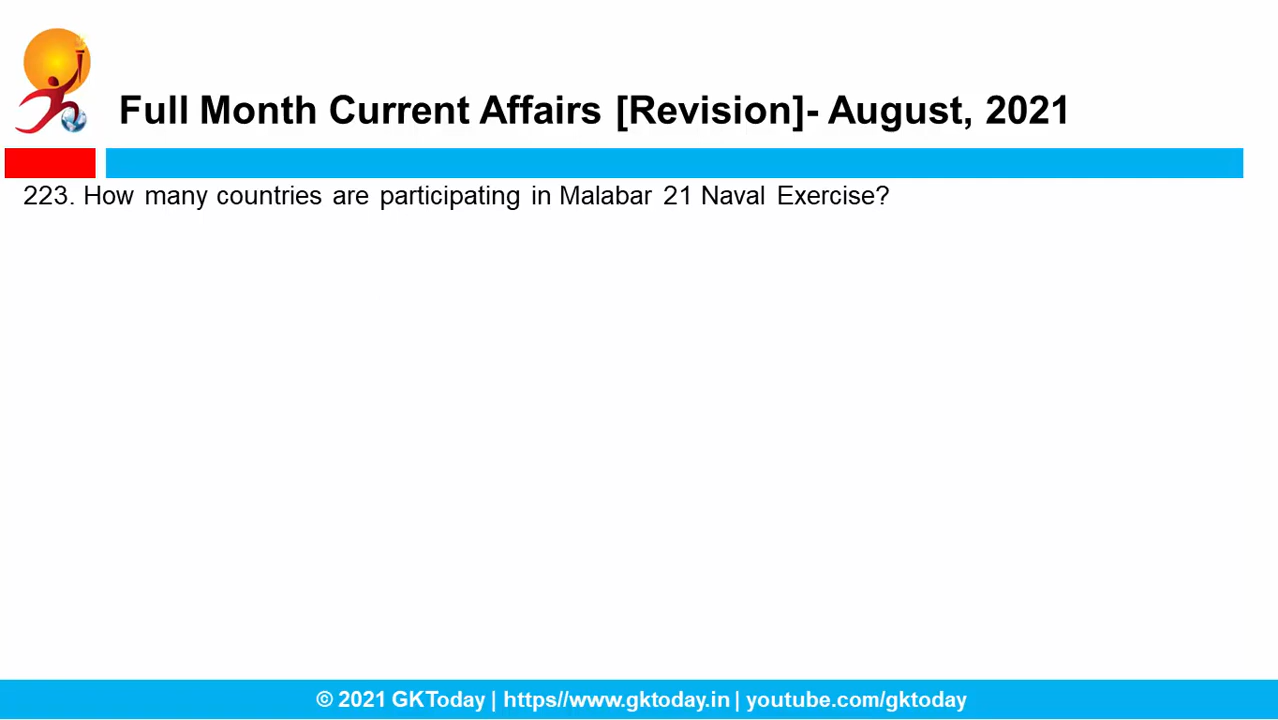 Full Month Current Affairs [Revision]- August, 2021
223. How many countries are participating in Malabar 21 Naval Exercise?
© 2021 GKToday | https//www.gktoday.in | youtube.com/gktoday